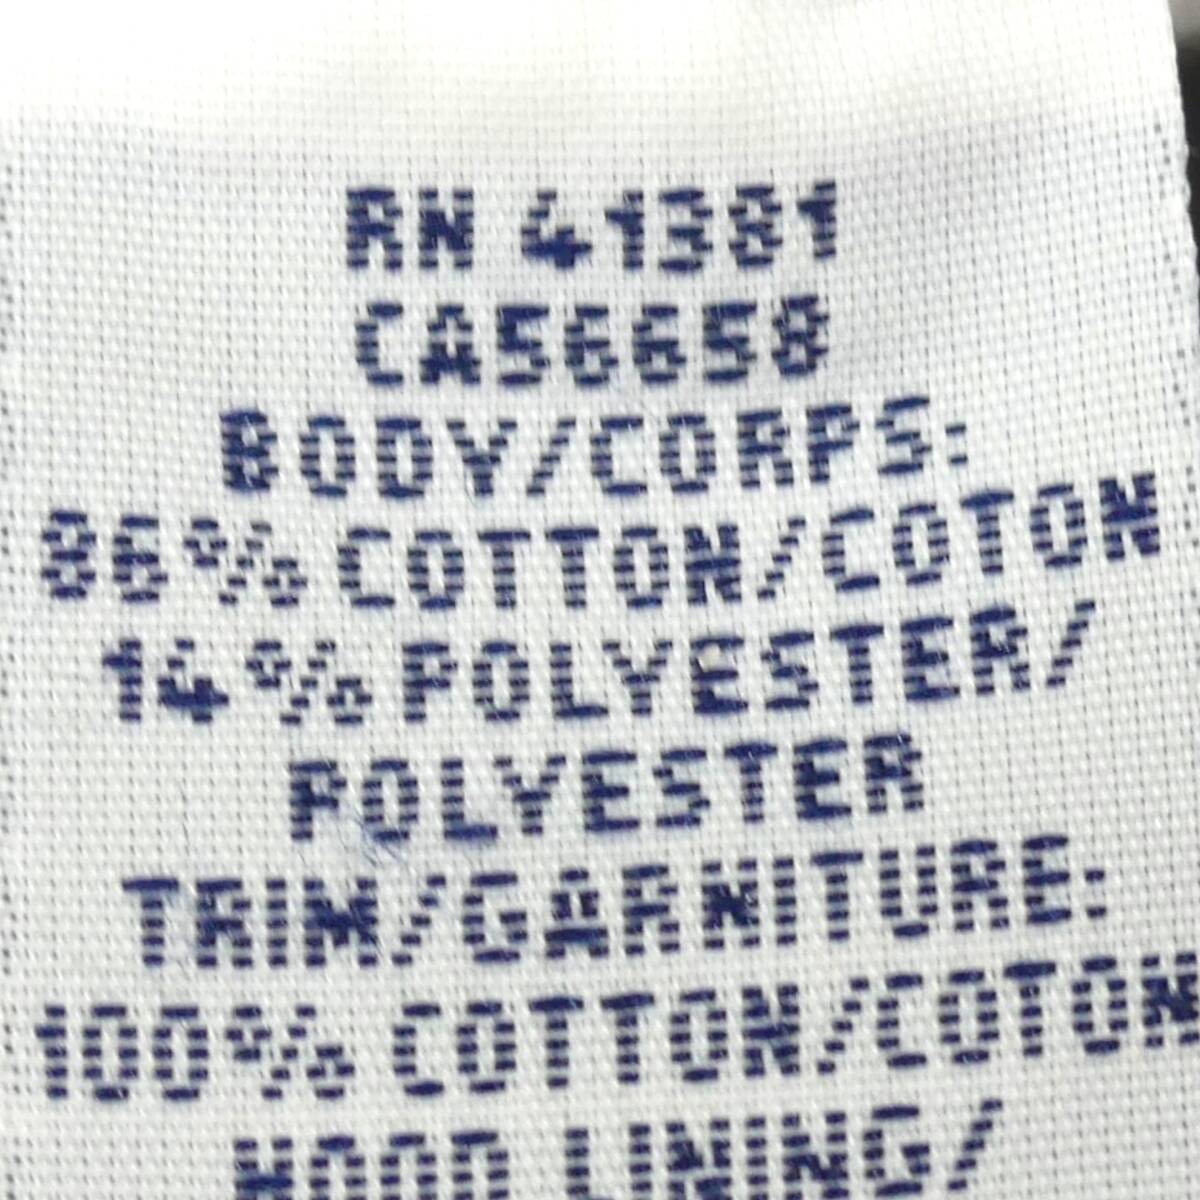 RN 41381
CA56658
BODY/CORPS:
86% COTTON/COTON
14% POLYESTER/
POLYESTER
TRIM/GARNITURE:
100% COTTON/COTON
HOOD LINING/